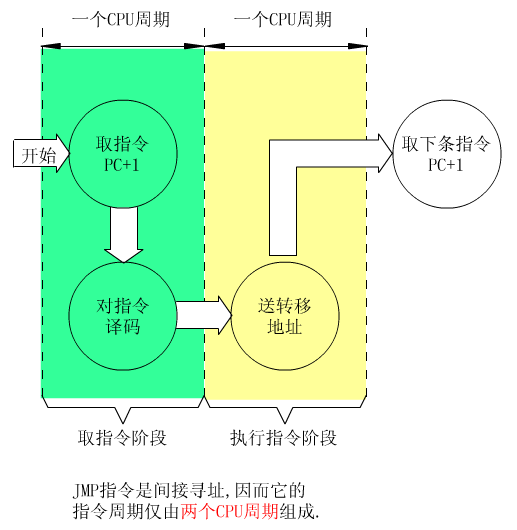 一个CPU周期
一个CPU周期
开始
取指令
PC+1
取下条指令
PC+1
对指令
译码
送转移
地址
取指令阶段
执行指令阶段
JMP指令是间接寻址,因而它的
指令周期仅由两个CPU周期组成.